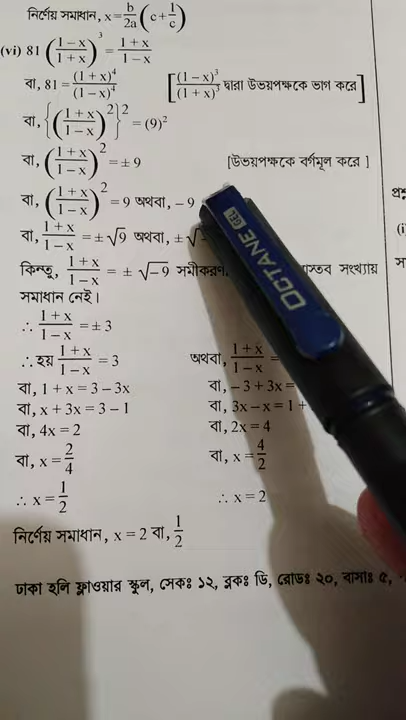 নির্ণেয় সমাধান, x = b/2a (c + 1/c)
(vi) 81 ((1 − x)/(1 + x))³ = (1 + x)/(1 − x)
বা, 81 = (1 + x)⁴/(1 − x)⁴ [(1 − x)³/(1 + x)³ দ্বারা উভয়পক্ষকে ভাগ করে]
বা, {((1 + x)/(1 − x))²}² = (9)²
বা, ((1 + x)/(1 − x))² = ± 9 [উভয়পক্ষকে বর্গমূল করে ]
বা, ((1 + x)/(1 − x))² = 9 অথবা, − 9
বা, (1 + x)/(1 − x) = ± √9 অথবা, ± √
কিন্তু, (1 + x)/(1 − x) = ± √−9 সমীকরণ সংখ্যায়
সমাধান নেই।
∴ (1 + x)/(1 − x) = ± 3
∴ হয় (1 + x)/(1 − x) = 3 অথবা, (1 + x)/(1 − x) =
বা, 1 + x = 3 − 3x বা, − 3 + 3x =
বা, x + 3x = 3 − 1 বা, 3x − x = 1 +
বা, 4x = 2 বা, 2x = 4
বা, x = 2/4 বা, x = 4/2
∴ x = 1/2 ∴ x = 2
নির্ণেয় সমাধান, x = 2 বা, 1/2
ঢাকা হলি ফ্লাওয়ার স্কুল, সেকঃ ১২, ব্লকঃ ডি, রোডঃ ২০, বাসাঃ ৫,
OCTANE GEL